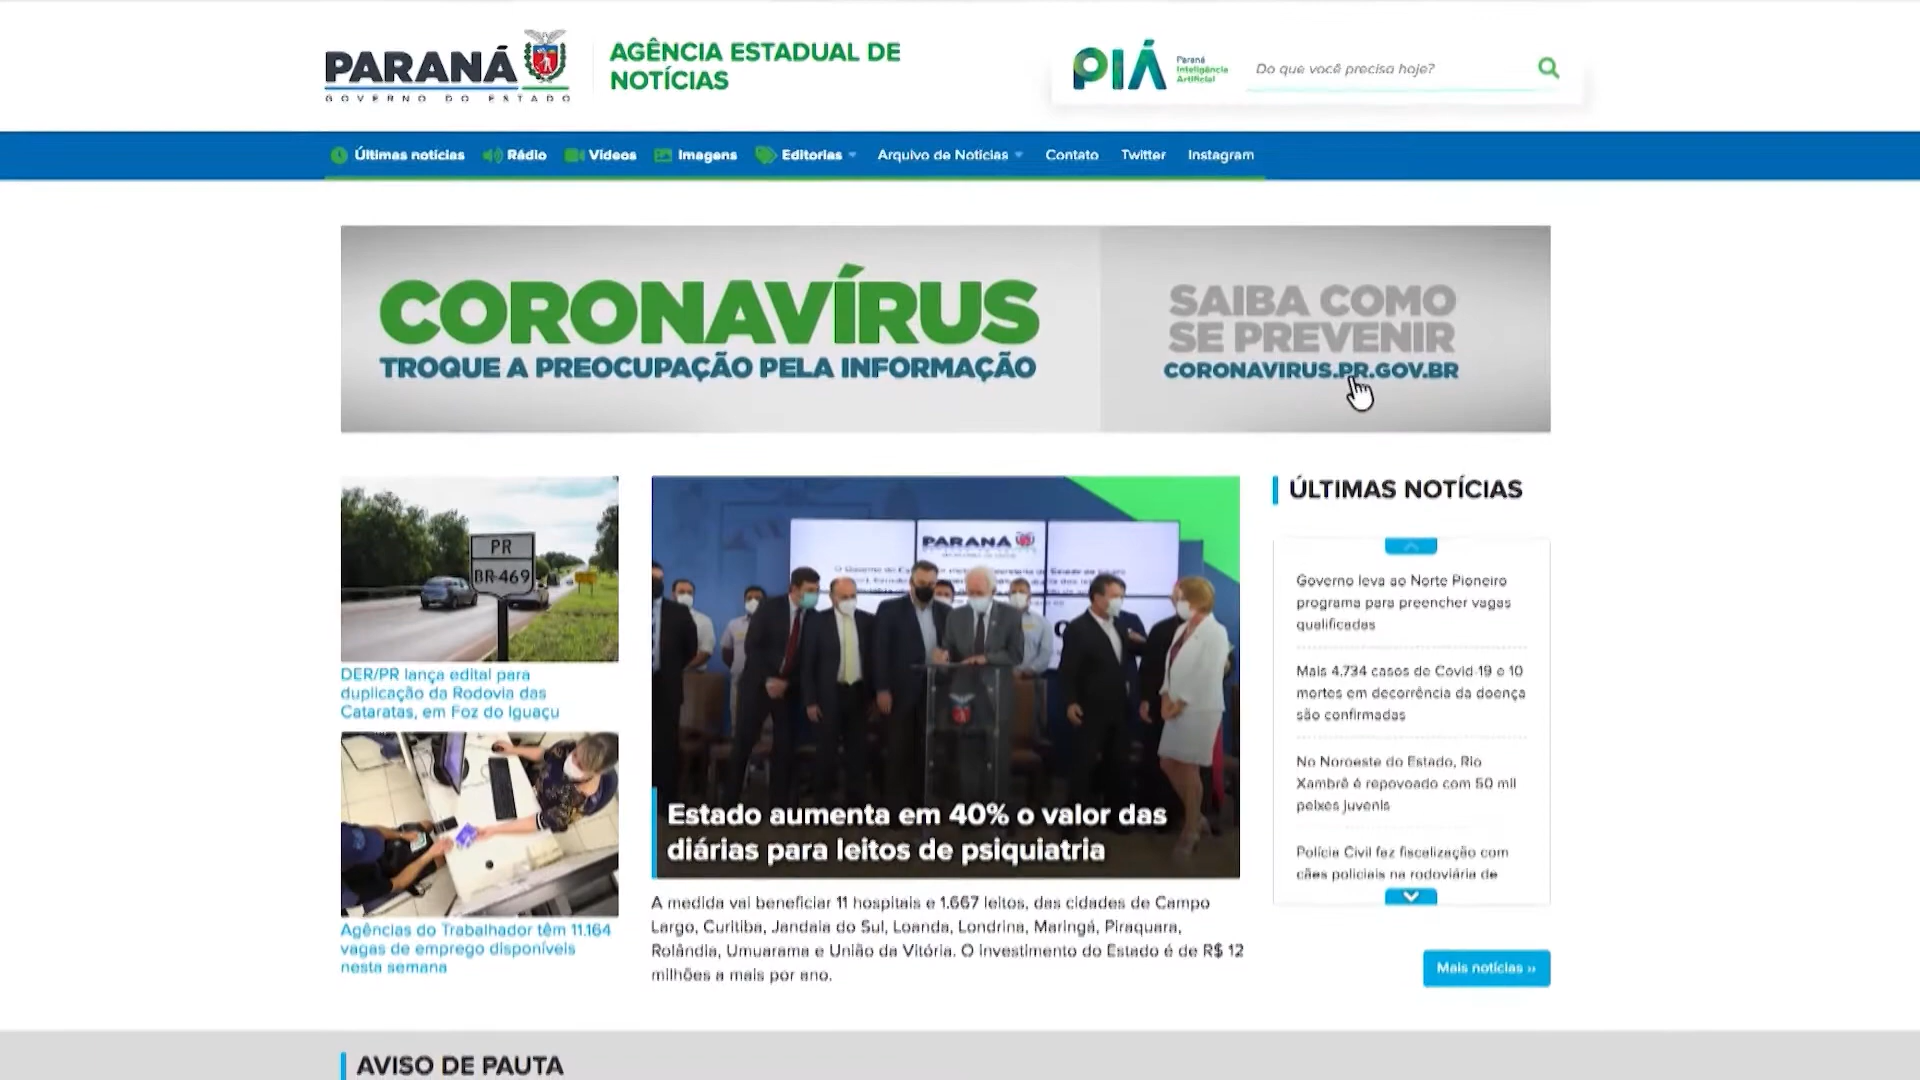 PARANÁ
GOVERNO DO ESTADO
AGÊNCIA ESTADUAL DE
NOTÍCIAS
PIÁ
Paraná
Inteligência
Artificial
Do que você precisa hoje?
Últimas notícias
Rádio
Vídeos
Imagens
Editorias
Arquivo de Notícias
Contato
Twitter
Instagram
CORONAVÍRUS
TROQUE A PREOCUPAÇÃO PELA INFORMAÇÃO
SAIBA COMO
SE PREVENIR
CORONAVIRUS.PR.GOV.BR
PR
BR-469
DER/PR lança edital para
duplicação da Rodovia das
Cataratas, em Foz do Iguaçu
Agências do Trabalhador têm 11.164
vagas de emprego disponíveis
nesta semana
PARANÁ
Estado aumenta em 40% o valor das
diárias para leitos de psiquiatria
A medida vai beneficiar 11 hospitais e 1.667 leitos, das cidades de Campo
Largo, Curitiba, Jandaia do Sul, Loanda, Londrina, Maringá, Piraquara,
Rolândia, Umuarama e União da Vitória. O investimento do Estado é de R$ 12
milhões a mais por ano.
ÚLTIMAS NOTÍCIAS
Governo leva ao Norte Pioneiro
programa para preencher vagas
qualificadas
Mais 4.734 casos de Covid-19 e 10
mortes em decorrência da doença
são confirmadas
No Noroeste do Estado, Rio
Xambrê é repovoado com 50 mil
peixes juvenis
Polícia Civil faz fiscalização com
cães policiais na rodoviária de
Mais notícias »
AVISO DE PAUTA